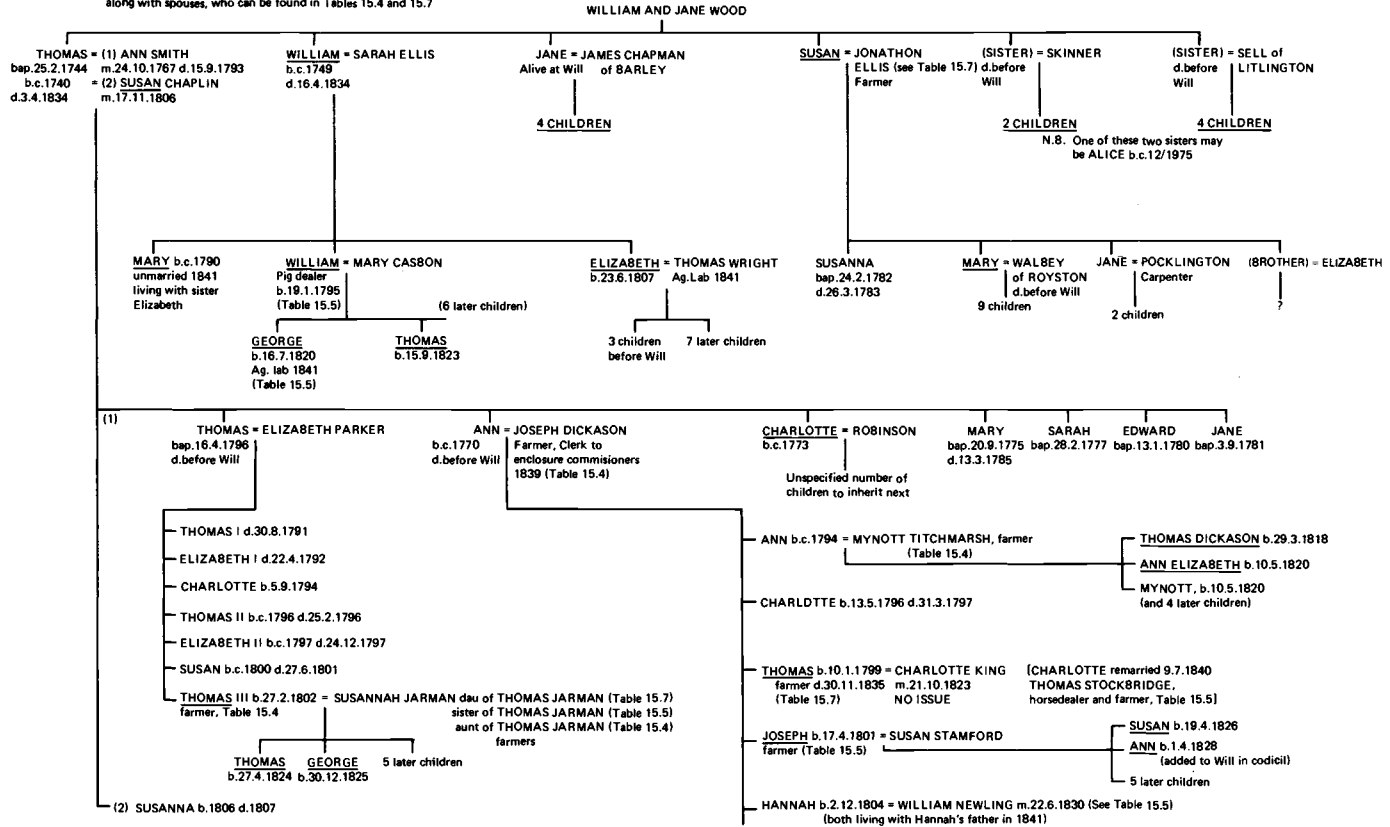 along with spouses, who can be found in Tables 15.4 and 15.7
WILLIAM AND JANE WOOD
THOMAS = (1) ANN SMITH
bap.25.2.1744 m.24.10.1767 d.15.9.1793
b.c.1740 = (2) SUSAN CHAPLIN
d.3.4.1834 m.17.11.1806
WILLIAM = SARAH ELLIS
b.c.1749
d.16.4.1834
JANE = JAMES CHAPMAN
Alive at Will of BARLEY
4 CHILDREN
SUSAN = JONATHON
ELLIS (see Table 15.7)
Farmer
(SISTER) = SKINNER
d.before
Will
2 CHILDREN
(SISTER) = SELL of
d.before LITLINGTON
Will
4 CHILDREN
N.B. One of these two sisters may
be ALICE b.c.12/1975
MARY b.c.1790
unmarried 1841
living with sister
Elizabeth
WILLIAM = MARY CASBON
Pig dealer
b.19.1.1795
(Table 15.5)
(6 later children)
GEORGE
b.16.7.1820
Ag. lab 1841
(Table 15.5)
THOMAS
b.15.9.1823
ELIZABETH = THOMAS WRIGHT
b.23.6.1807 Ag.Lab 1841
3 children
before Will
7 later children
SUSANNA
bap.24.2.1782
d.26.3.1783
MARY = WALBEY
of ROYSTON
d.before Will
9 children
JANE = POCKLINGTON
Carpenter
2 children
(BROTHER) = ELIZABETH
?
(1)
THOMAS = ELIZABETH PARKER
bap.16.4.1796
d.before Will
ANN = JOSEPH DICKASON
b.c.1770 Farmer, Clerk to
d.before Will enclosure commisioners
1839 (Table 15.4)
CHARLOTTE = ROBINSON
b.c.1773
Unspecified number of
children to inherit next
MARY
bap.20.9.1775
d.13.3.1785
SARAH
bap.28.2.1777
EDWARD
bap.13.1.1780
JANE
bap.3.9.1781
THOMAS I d.30.8.1791
ELIZABETH I d.22.4.1792
CHARLOTTE b.5.9.1794
THOMAS II b.c.1796 d.25.2.1796
ELIZABETH II b.c.1797 d.24.12.1797
SUSAN b.c.1800 d.27.6.1801
THOMAS III b.27.2.1802 = SUSANNAH JARMAN dau of THOMAS JARMAN (Table 15.7)
farmer, Table 15.4 sister of THOMAS JARMAN (Table 15.5)
aunt of THOMAS JARMAN (Table 15.4)
farmers
THOMAS
b.27.4.1824
GEORGE
b.30.12.1825
5 later children
(2) SUSANNA b.1806 d.1807
ANN b.c.1794 = MYNOTT TITCHMARSH, farmer
(Table 15.4)
THOMAS DICKASON b.29.3.1818
ANN ELIZABETH b.10.5.1820
MYNOTT, b.10.5.1820
(and 4 later children)
CHARLOTTE b.13.5.1796 d.31.3.1797
THOMAS b.10.1.1799 = CHARLOTTE KING [CHARLOTTE remarried 9.7.1840
farmer d.30.11.1835 m.21.10.1823 THOMAS STOCKBRIDGE,
(Table 15.7) NO ISSUE horsedealer and farmer, Table 15.5]
JOSEPH b.17.4.1801 = SUSAN STAMFORD
farmer (Table 15.5)
SUSAN b.19.4.1826
ANN b.1.4.1828
(added to Will in codicil)
5 later children
HANNAH b.2.12.1804 = WILLIAM NEWLING m.22.6.1830 (See Table 15.5)
(both living with Hannah's father in 1841)